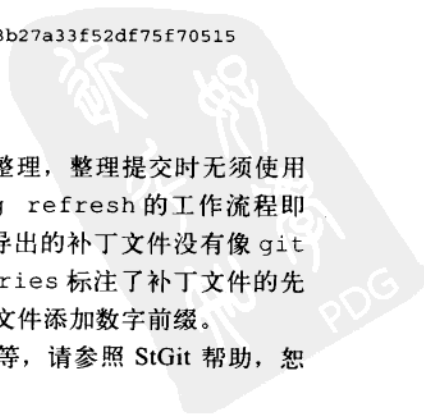 3b27a33f52df75f70515
整理，整理提交时无须使用
g refresh 的工作流程即
导出的补丁文件没有像 git
ries 标注了补丁文件的先
文件添加数字前缀。
等，请参照 StGit 帮助，恕
PDG